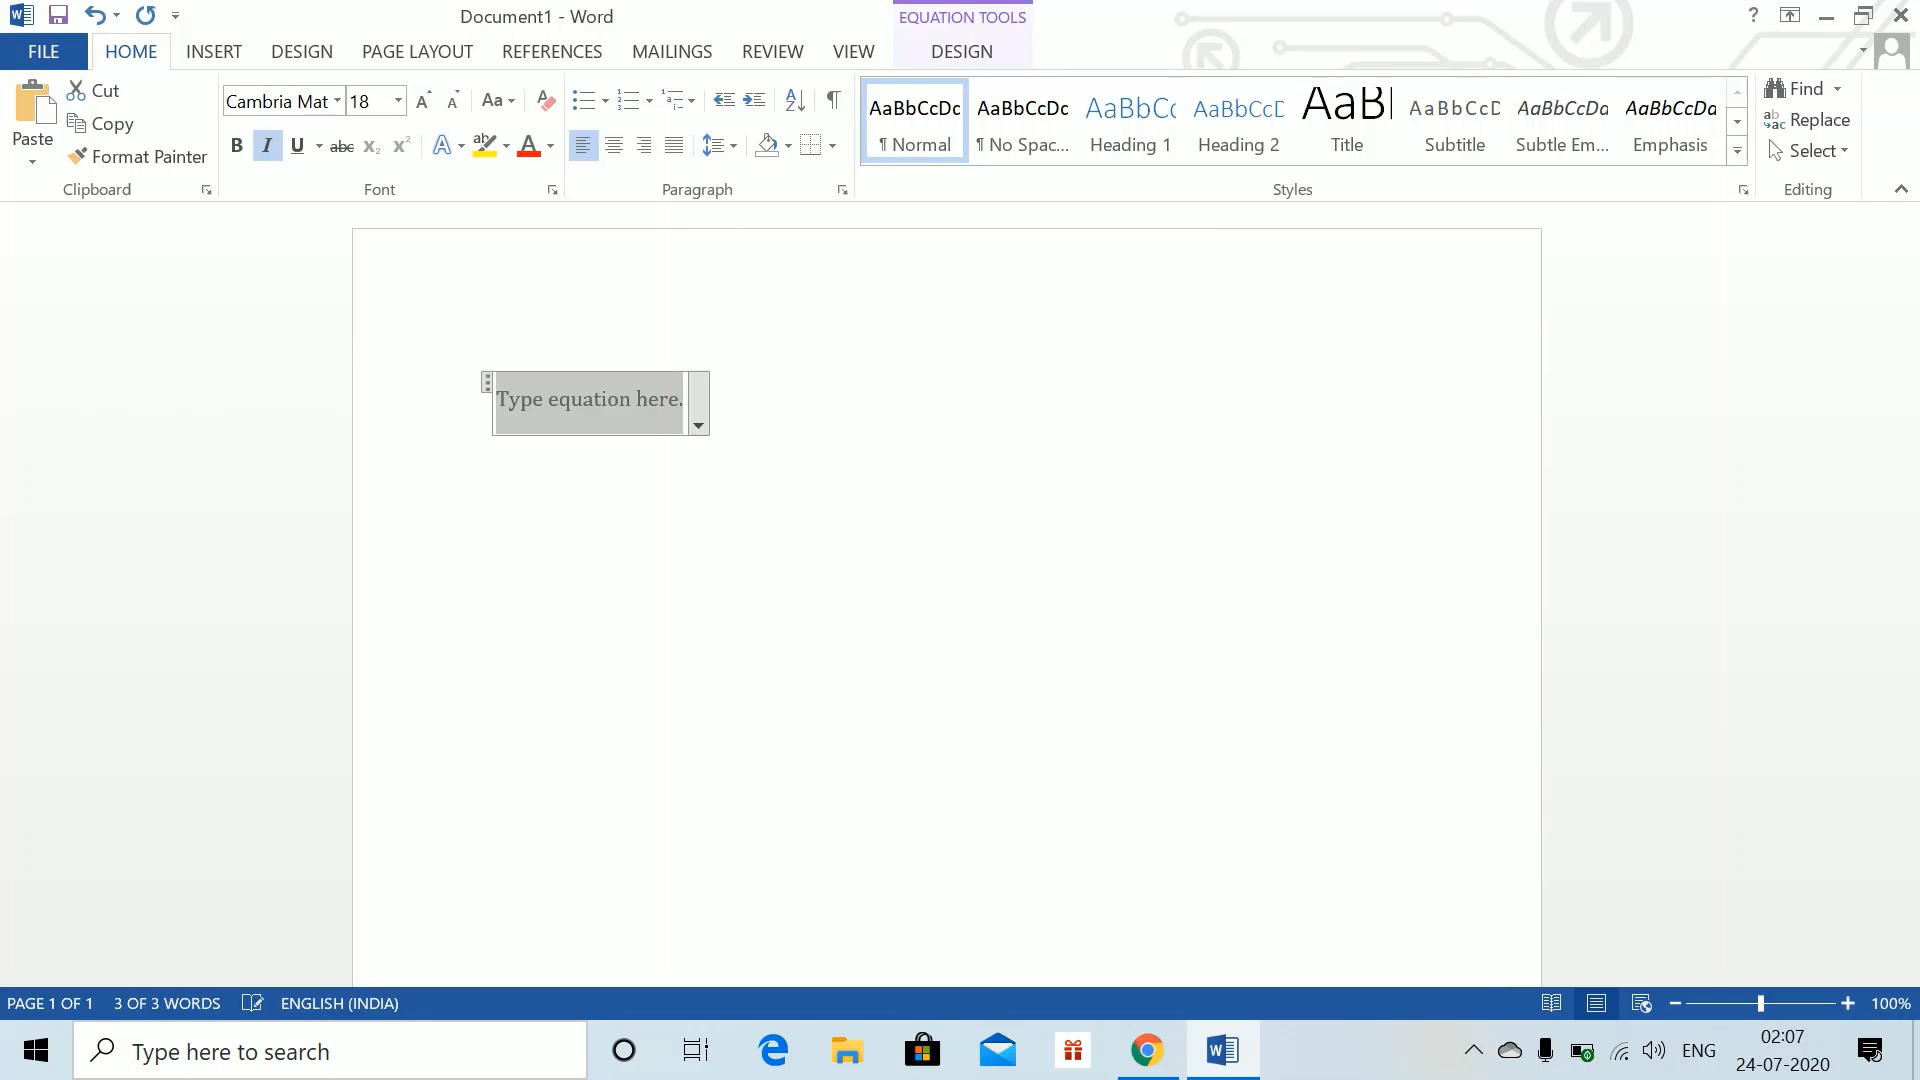 Document1 - Word
EQUATION TOOLS
?
FILE
HOME
INSERT
DESIGN
PAGE LAYOUT
REFERENCES
MAILINGS
REVIEW
VIEW
DESIGN
Paste
Cut
Copy
Format Painter
Clipboard
Cambria Mat
18
Aa
B
I
U
abc
Font
Paragraph
AaBbCcDc
¶ Normal
AaBbCcDc
¶ No Spac...
AaBbCc
Heading 1
AaBbCcD
Heading 2
AaB
Title
AaBbCcD
Subtitle
AaBbCcDa
Subtle Em...
AaBbCcDa
Emphasis
Styles
Find
Replace
Select
Editing
Type equation here.
PAGE 1 OF 1
3 OF 3 WORDS
ENGLISH (INDIA)
100%
Type here to search
ENG
02:07
24-07-2020